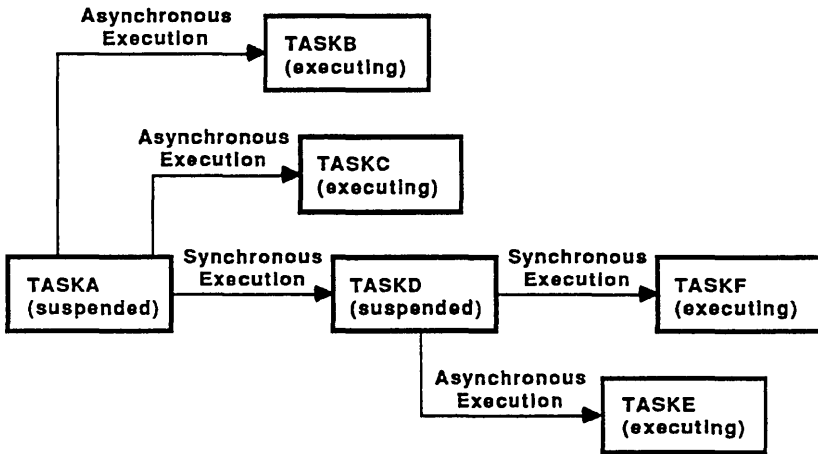 Asynchronous
Execution
TASKB
(executing)
Asynchronous
Execution
TASKC
(executing)
TASKA
(suspended)
Synchronous
Execution
TASKD
(suspended)
Synchronous
Execution
TASKF
(executing)
Asynchronous
Execution
TASKE
(executing)